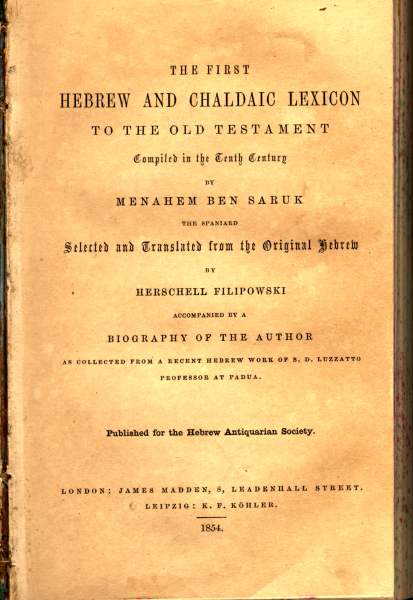 THE FIRST
HEBREW AND CHALDAIC LEXICON
TO THE OLD TESTAMENT
Compiled in the Tenth Century
BY
MENAHEM BEN SARUK
THE SPANIARD
Selected and Translated from the Original Hebrew
BY
HERSCHELL FILIPOWSKI
ACCOMPANIED BY A
BIOGRAPHY OF THE AUTHOR
AS COLLECTED FROM A RECENT HEBREW WORK OF S. D. LUZZATTO
PROFESSOR AT PADUA.
Published for the Hebrew Antiquarian Society.
LONDON: JAMES MADDEN, 8, LEADENHALL STREET.
LEIPZIG: K. F. KÖHLER.
1854.